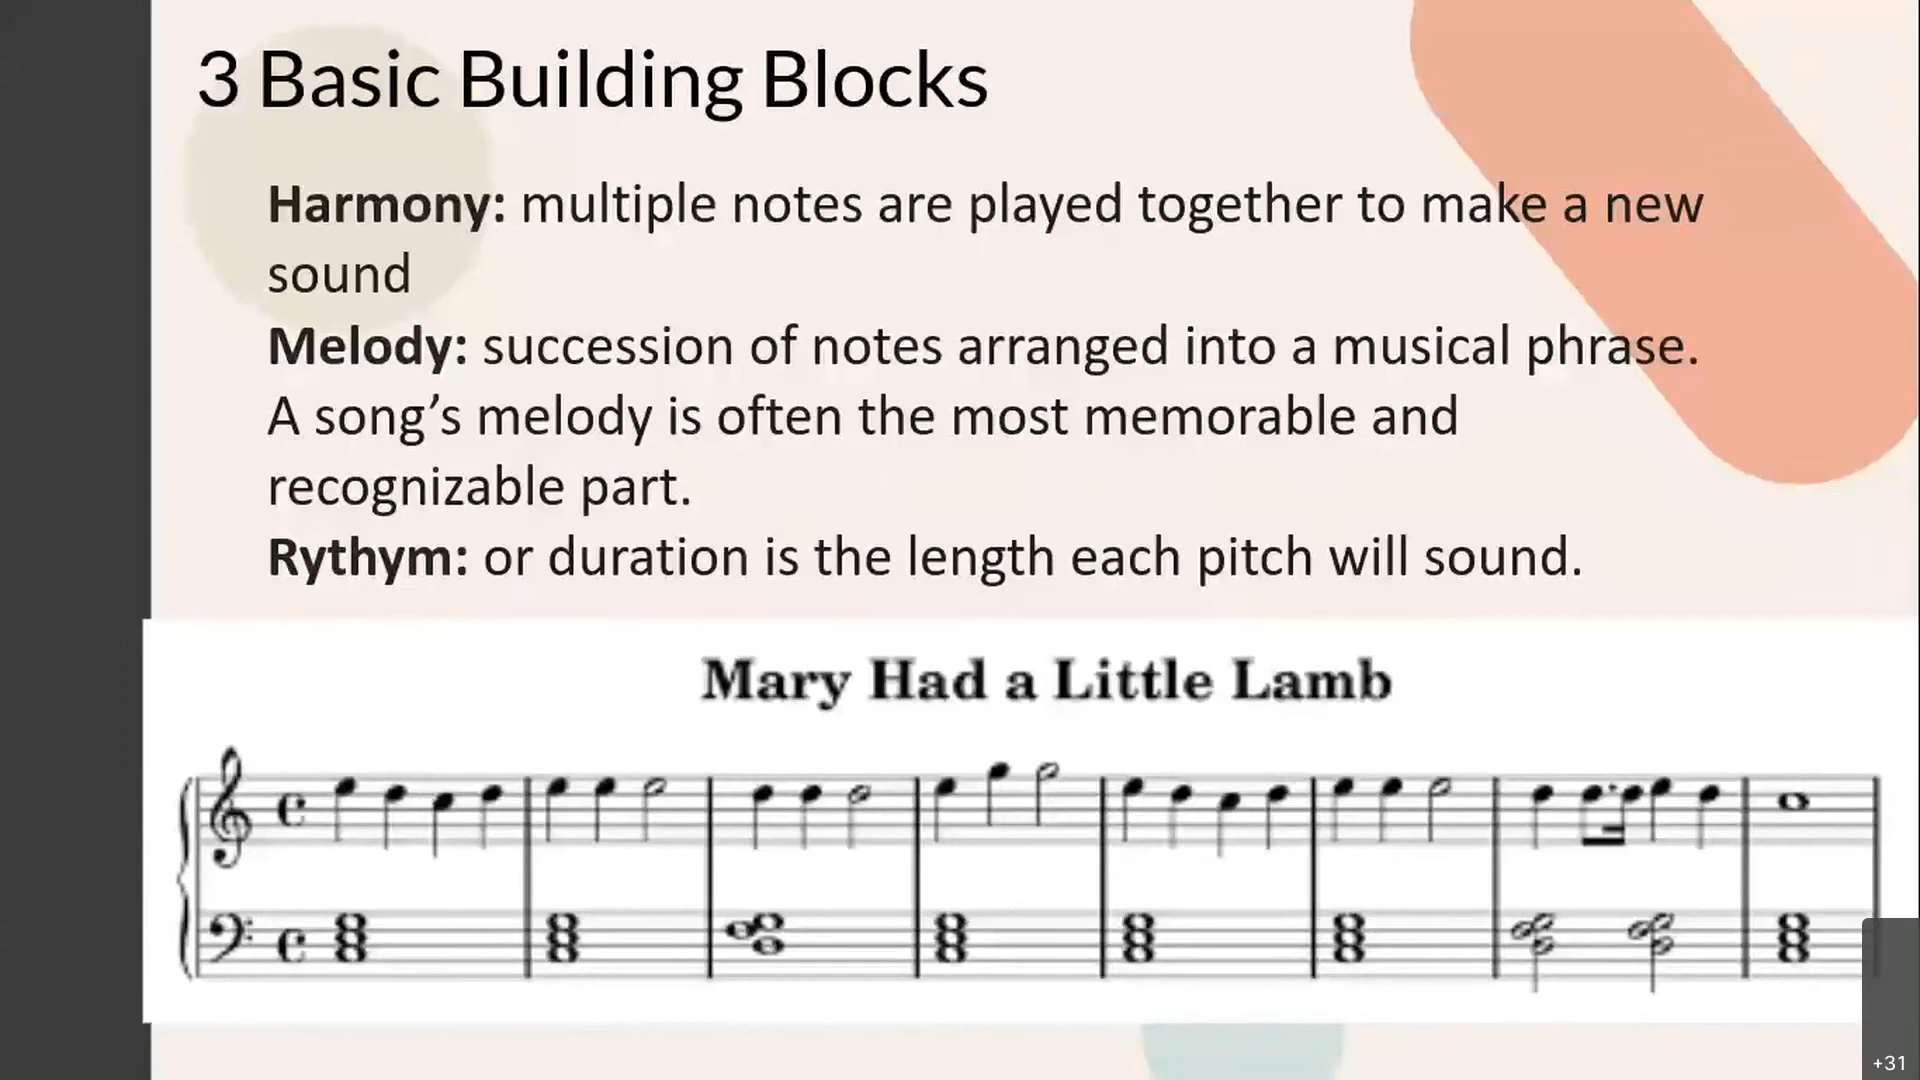 3 Basic Building Blocks
Harmony: multiple notes are played together to make a new
sound
Melody: succession of notes arranged into a musical phrase.
A song’s melody is often the most memorable and
recognizable part.
Rythym: or duration is the length each pitch will sound.
Mary Had a Little Lamb
+31